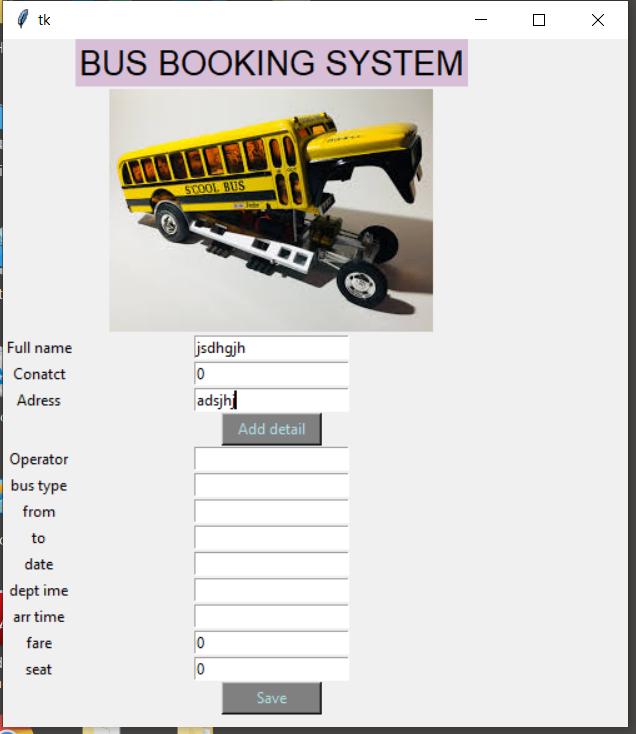 tk
BUS BOOKING SYSTEM
S'COOL BUS
Full name jsdhgjh
Conatct 0
Adress adsjhj
Add detail
Operator
bus type
from
to
date
dept ime
arr time
fare 0
seat 0
Save